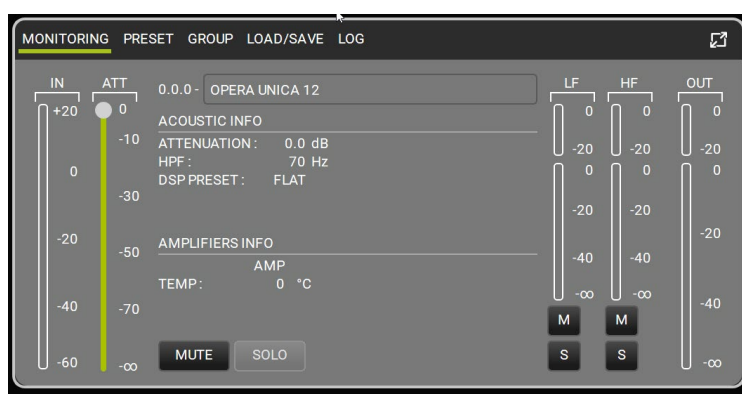 MONITORING PRESET GROUP LOAD/SAVE LOG
IN ATT LF HF OUT
0.0.0 - OPERA UNICA 12
+20 0 0 0 0
ACOUSTIC INFO
-10
ATTENUATION : 0.0 dB
-20 -20 -20
HPF : 70 Hz
0 0 0 0
DSP PRESET : FLAT
-30
-20 -20
-20 -20
AMPLIFIERS INFO
-50
-40 -40
AMP
TEMP : 0 °C
-∞ -∞
-40 -70 -40
M M
MUTE SOLO S S
-60 -∞ -∞